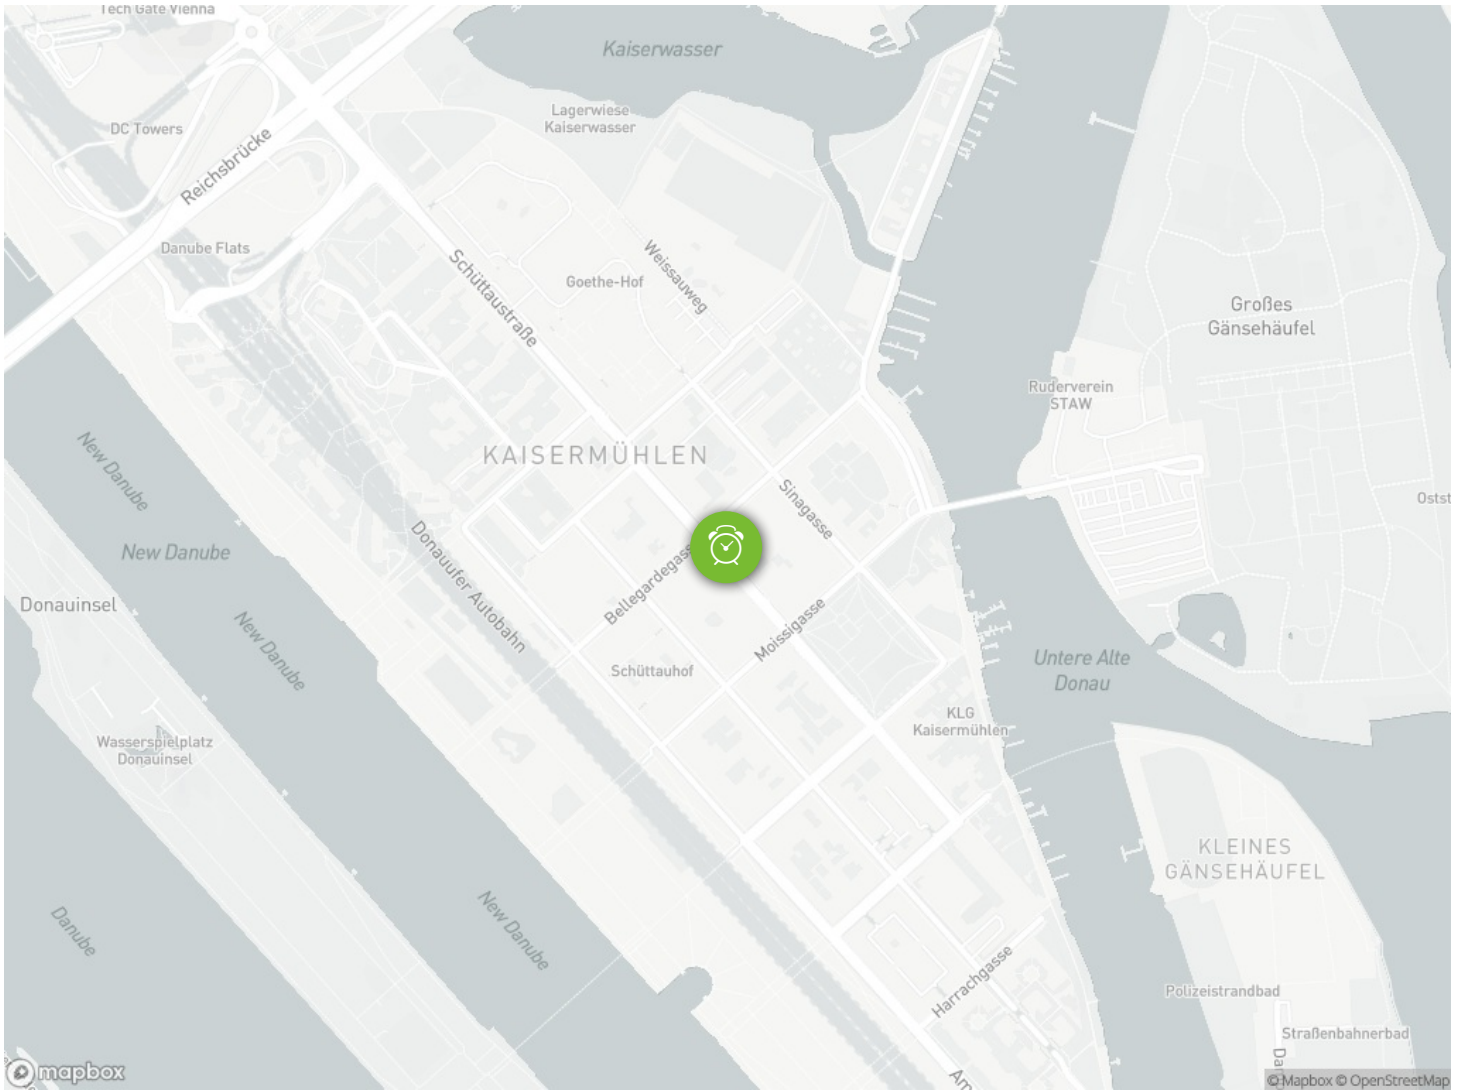 Tech Gate Vienna
Kaiserwasser
Lagerwiese
Kaiserwasser
DC Towers
Reichsbrücke
Danube Flats
Schüttaustraße
Goethe-Hof
Weissauweg
Großes
Gänsehäufel
Ruderverein
STAW
KAISERMÜHLEN
New Danube
New Danube
Sinagasse
Donauufer Autobahn
Bellegardegasse
Donauinsel
New Danube
Moissigasse
Schüttauhof
Untere Alte
Donau
KLG
Kaisermühlen
Wasserspielplatz
Donauinsel
KLEINES
GÄNSEHÄUFEL
Danube
New Danube
Harrachgasse
Polizeistrandbad
Straßenbahnerbad
mapbox
Am
© Mapbox © OpenStreetMap